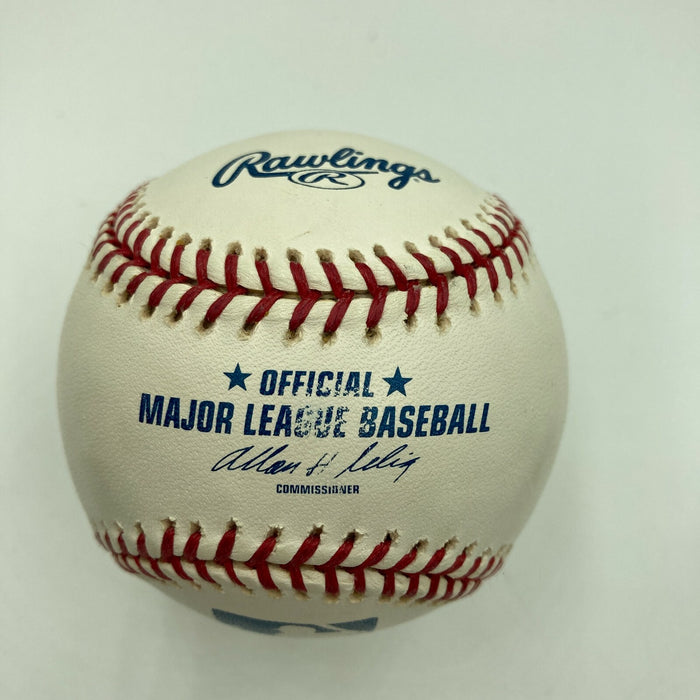 Rawlings
R
OFFICIAL
MAJOR LEAGUE BASEBALL
Allan H Selig
COMMISSIONER